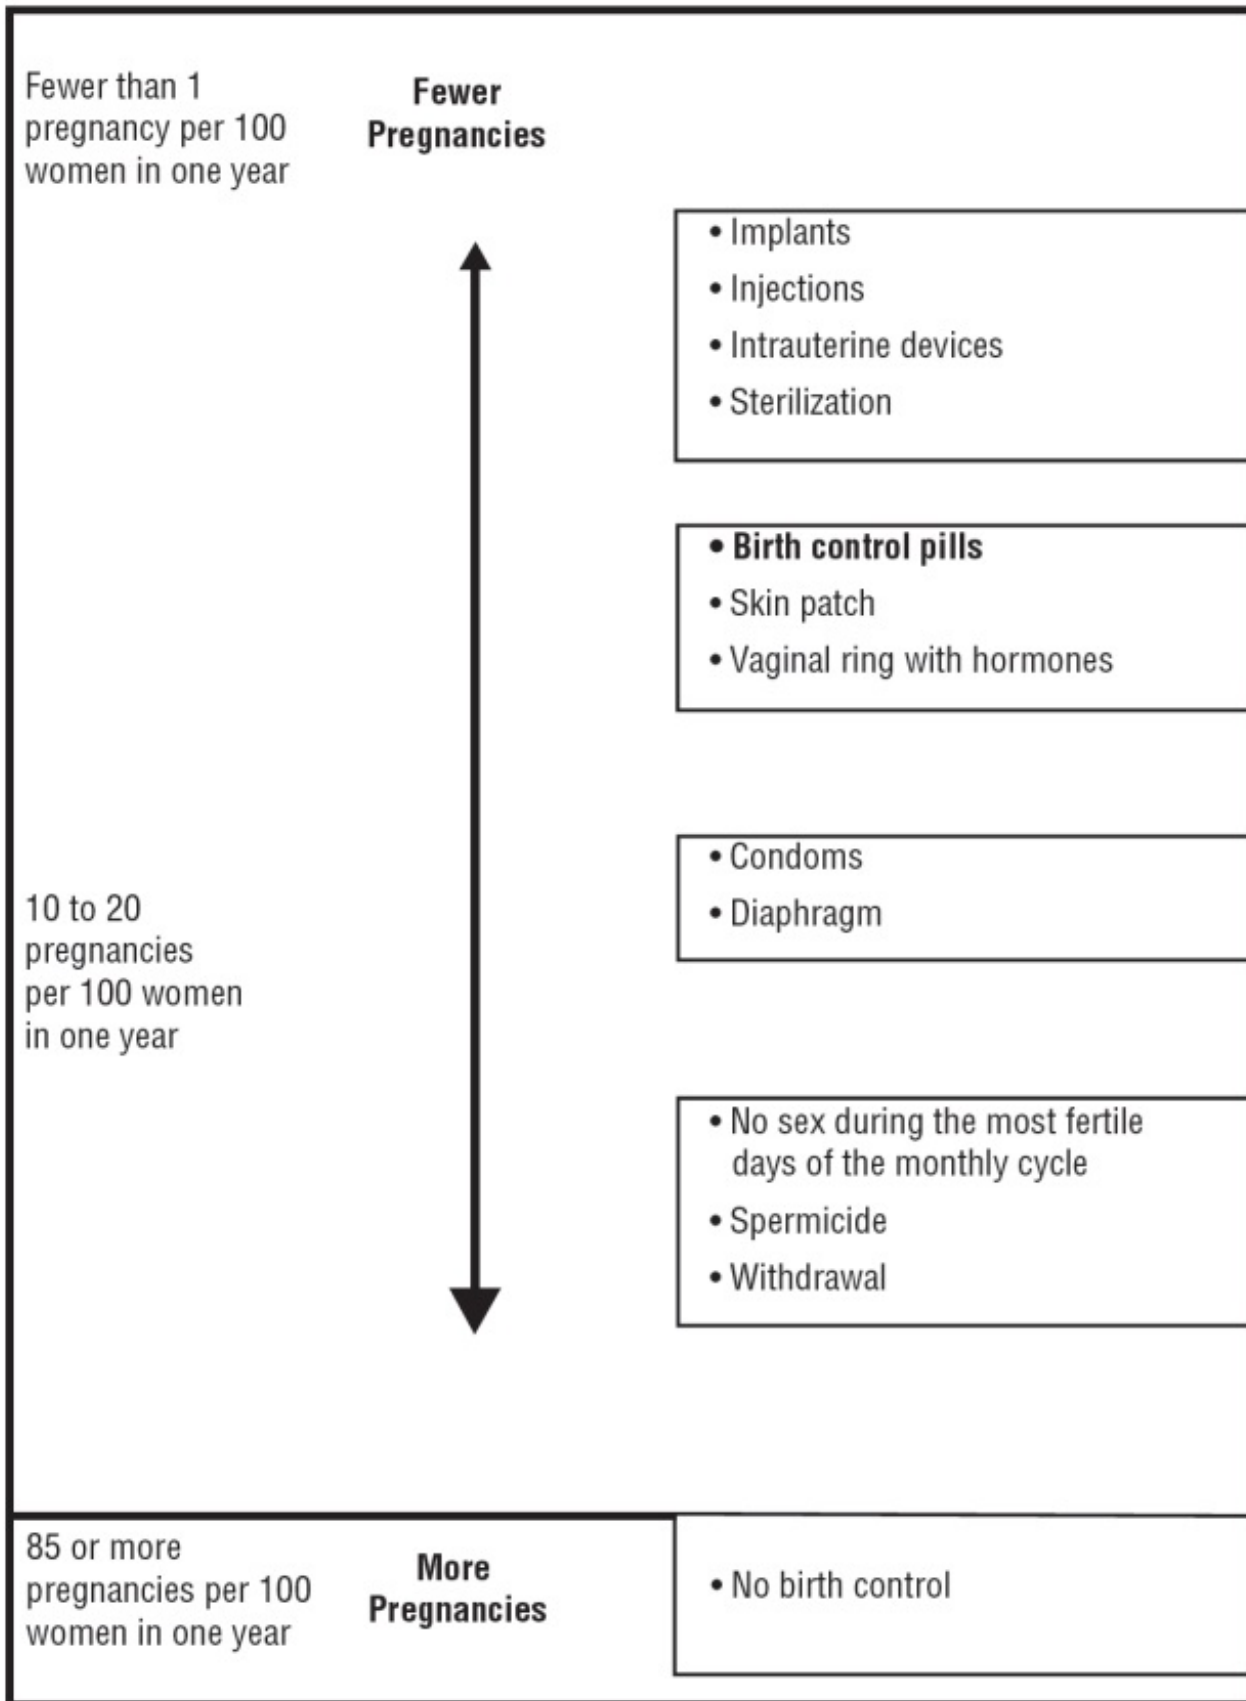 Fewer than 1
pregnancy per 100
women in one year
Fewer
Pregnancies
• Implants
• Injections
• Intrauterine devices
• Sterilization
• Birth control pills
• Skin patch
• Vaginal ring with hormones
10 to 20
pregnancies
per 100 women
in one year
• Condoms
• Diaphragm
• No sex during the most fertile
days of the monthly cycle
• Spermicide
• Withdrawal
85 or more
pregnancies per 100
women in one year
More
Pregnancies
• No birth control